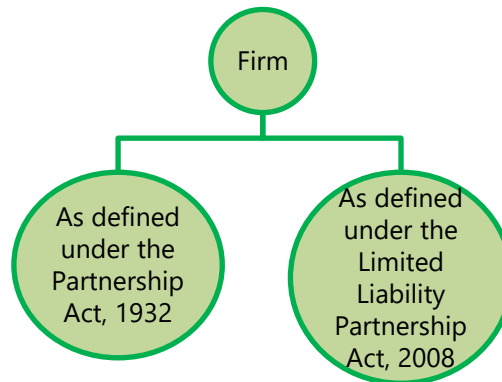 Firm
As defined
under the
Partnership
Act, 1932
As defined
under the
Limited
Liability
Partnership
Act, 2008